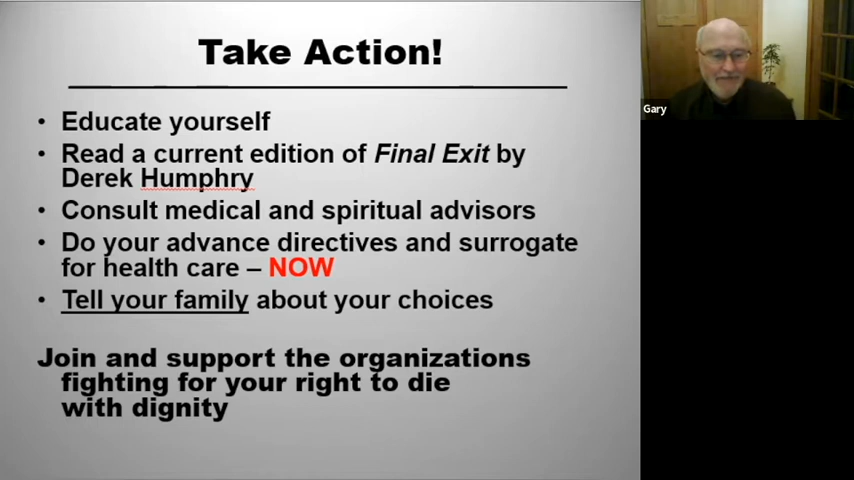 Take Action!
• Educate yourself
• Read a current edition of Final Exit by
Derek Humphry
• Consult medical and spiritual advisors
• Do your advance directives and surrogate
for health care – NOW
• Tell your family about your choices
Join and support the organizations
fighting for your right to die
with dignity
Gary